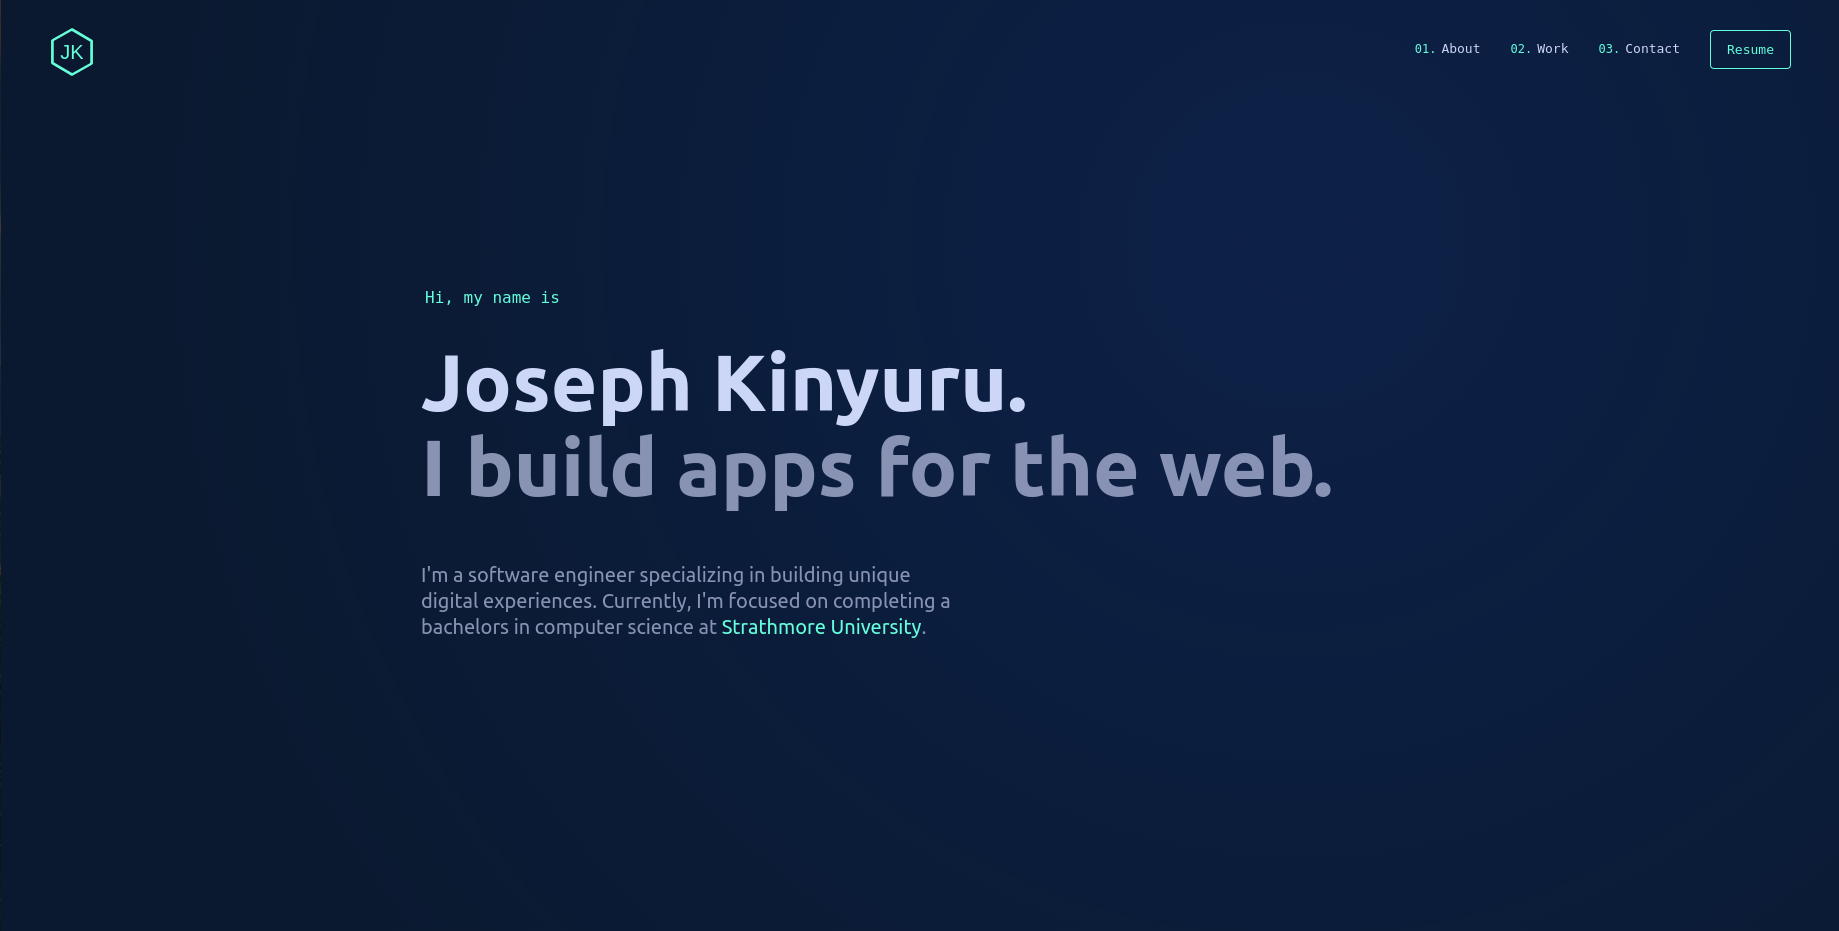 JK
01. About 02. Work 03. Contact Resume
Hi, my name is
Joseph Kinyuru.
I build apps for the web.
I'm a software engineer specializing in building unique
digital experiences. Currently, I'm focused on completing a
bachelors in computer science at Strathmore University.